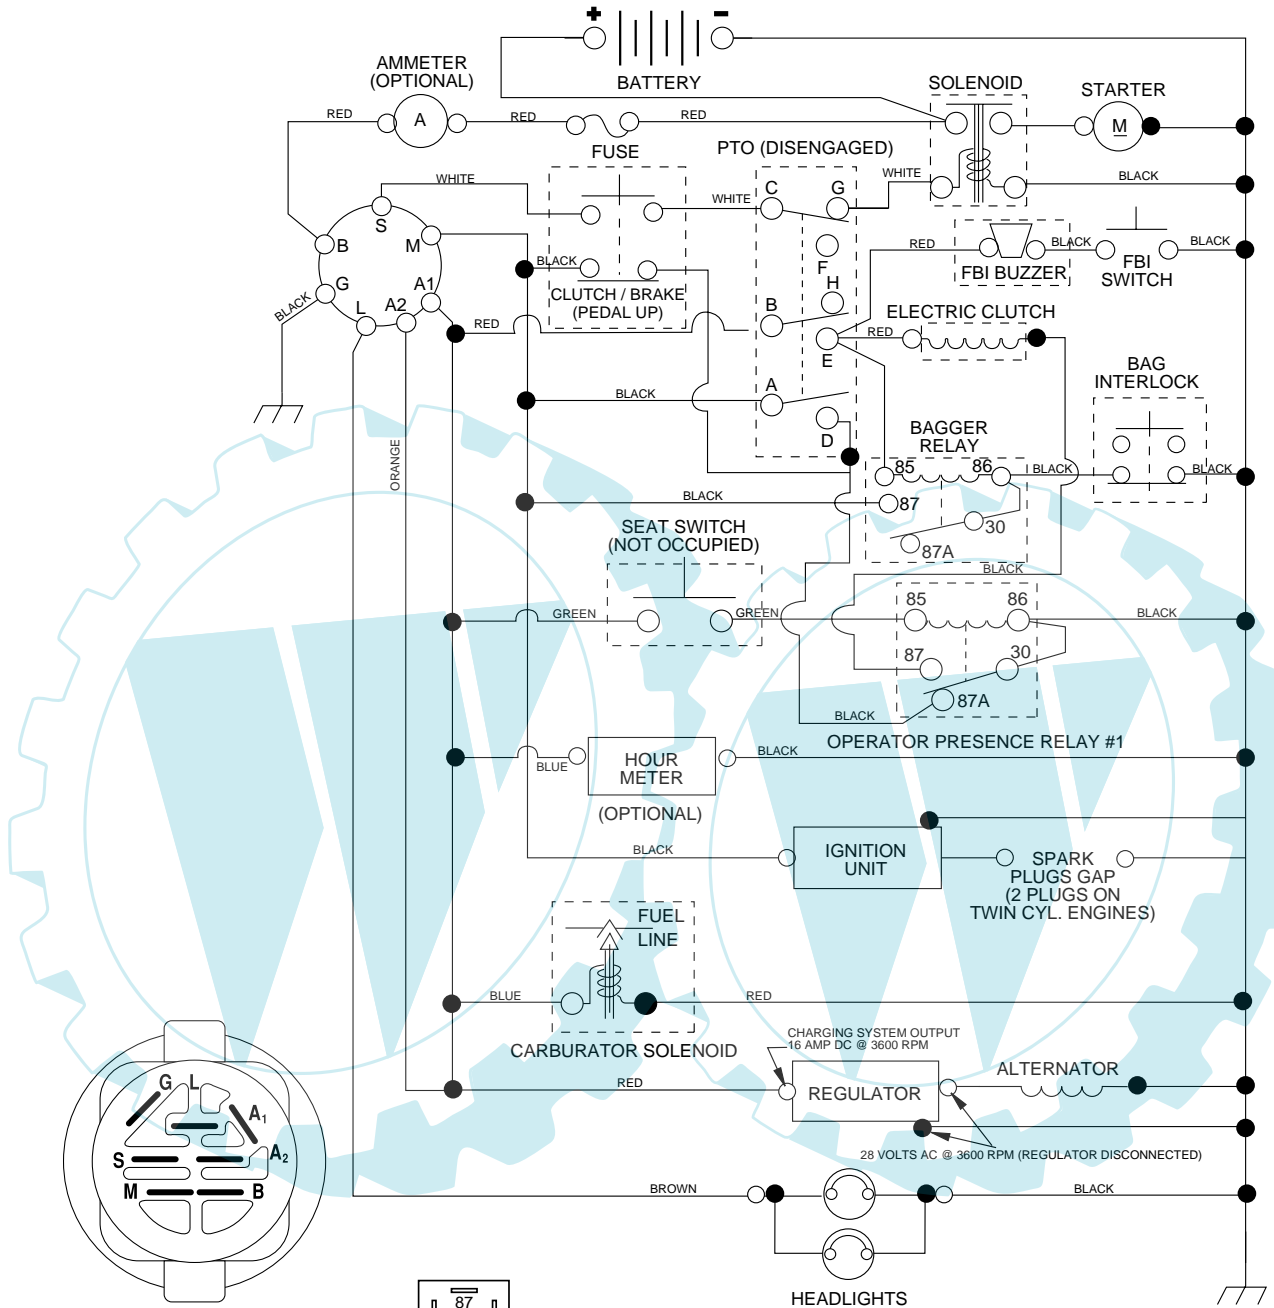 + -
BATTERY
AMMETER
(OPTIONAL)
RED
A
RED
RED
FUSE
SOLENOID
STARTER
M
PTO (DISENGAGED)
WHITE
WHITE
WHITE
BLACK
C
G
S
B
M
G
A1
L
A2
BLACK
BLACK
CLUTCH / BRAKE
(PEDAL UP)
F
H
B
E
RED
FBI BUZZER
BLACK
FBI
SWITCH
BLACK
RED
RED
ELECTRIC CLUTCH
BAG
INTERLOCK
BLACK
A
D
ORANGE
BAGGER
RELAY
85
86
BLACK
BLACK
BLACK
87
30
87A
SEAT SWITCH
(NOT OCCUPIED)
BLACK
GREEN
GREEN
85
86
BLACK
87
30
87A
BLACK
OPERATOR PRESENCE RELAY #1
BLUE
HOUR
METER
BLACK
(OPTIONAL)
BLACK
IGNITION
UNIT
SPARK
PLUGS GAP
(2 PLUGS ON
TWIN CYL. ENGINES)
FUEL
LINE
BLUE
RED
CARBURATOR SOLENOID
CHARGING SYSTEM OUTPUT
16 AMP DC @ 3600 RPM
RED
REGULATOR
ALTERNATOR
28 VOLTS AC @ 3600 RPM (REGULATOR DISCONNECTED)
G L
A1
A2
S
M
B
BROWN
BLACK
HEADLIGHTS
87